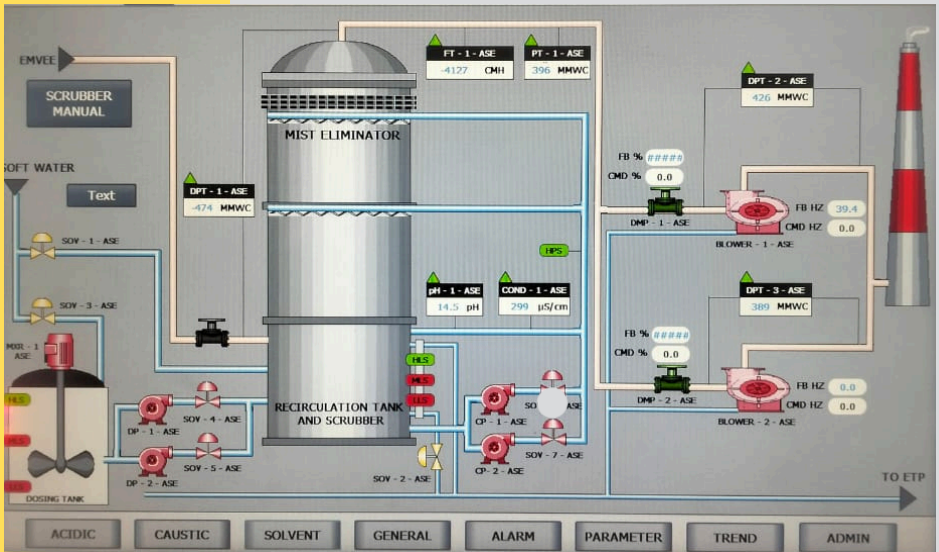 EMVEE
SCRUBBER
MANUAL
SOFT WATER
Text
SOV - 1 - ASE
SOV - 3 - ASE
MXR - 1
ASE
HLS
MLS
LLS
DOSING TANK
DP - 1 - ASE
DP - 2 - ASE
SOV - 4 - ASE
SOV - 5 - ASE
DPT - 1 - ASE
-474 MMWC
MIST ELIMINATOR
RECIRCULATION TANK
AND SCRUBBER
HLS
MLS
LLS
SOV - 2 - ASE
FT - 1 - ASE
-4127 CMH
PT - 1 - ASE
396 MMWC
HPS
pH - 1 - ASE
14.5 pH
COND - 1 - ASE
299 µS/cm
CP - 1 - ASE
CP - 2 - ASE
SOV - 7 - ASE
DPT - 2 - ASE
426 MMWC
FB % #####
CMD % 0.0
DMP - 1 - ASE
BLOWER - 1 - ASE
FB HZ 39.4
CMD HZ 0.0
DPT - 3 - ASE
389 MMWC
FB % #####
CMD % 0.0
DMP - 2 - ASE
BLOWER - 2 - ASE
FB HZ 0.0
CMD HZ 0.0
TO ETP
ACIDIC CAUSTIC SOLVENT GENERAL ALARM PARAMETER TREND ADMIN